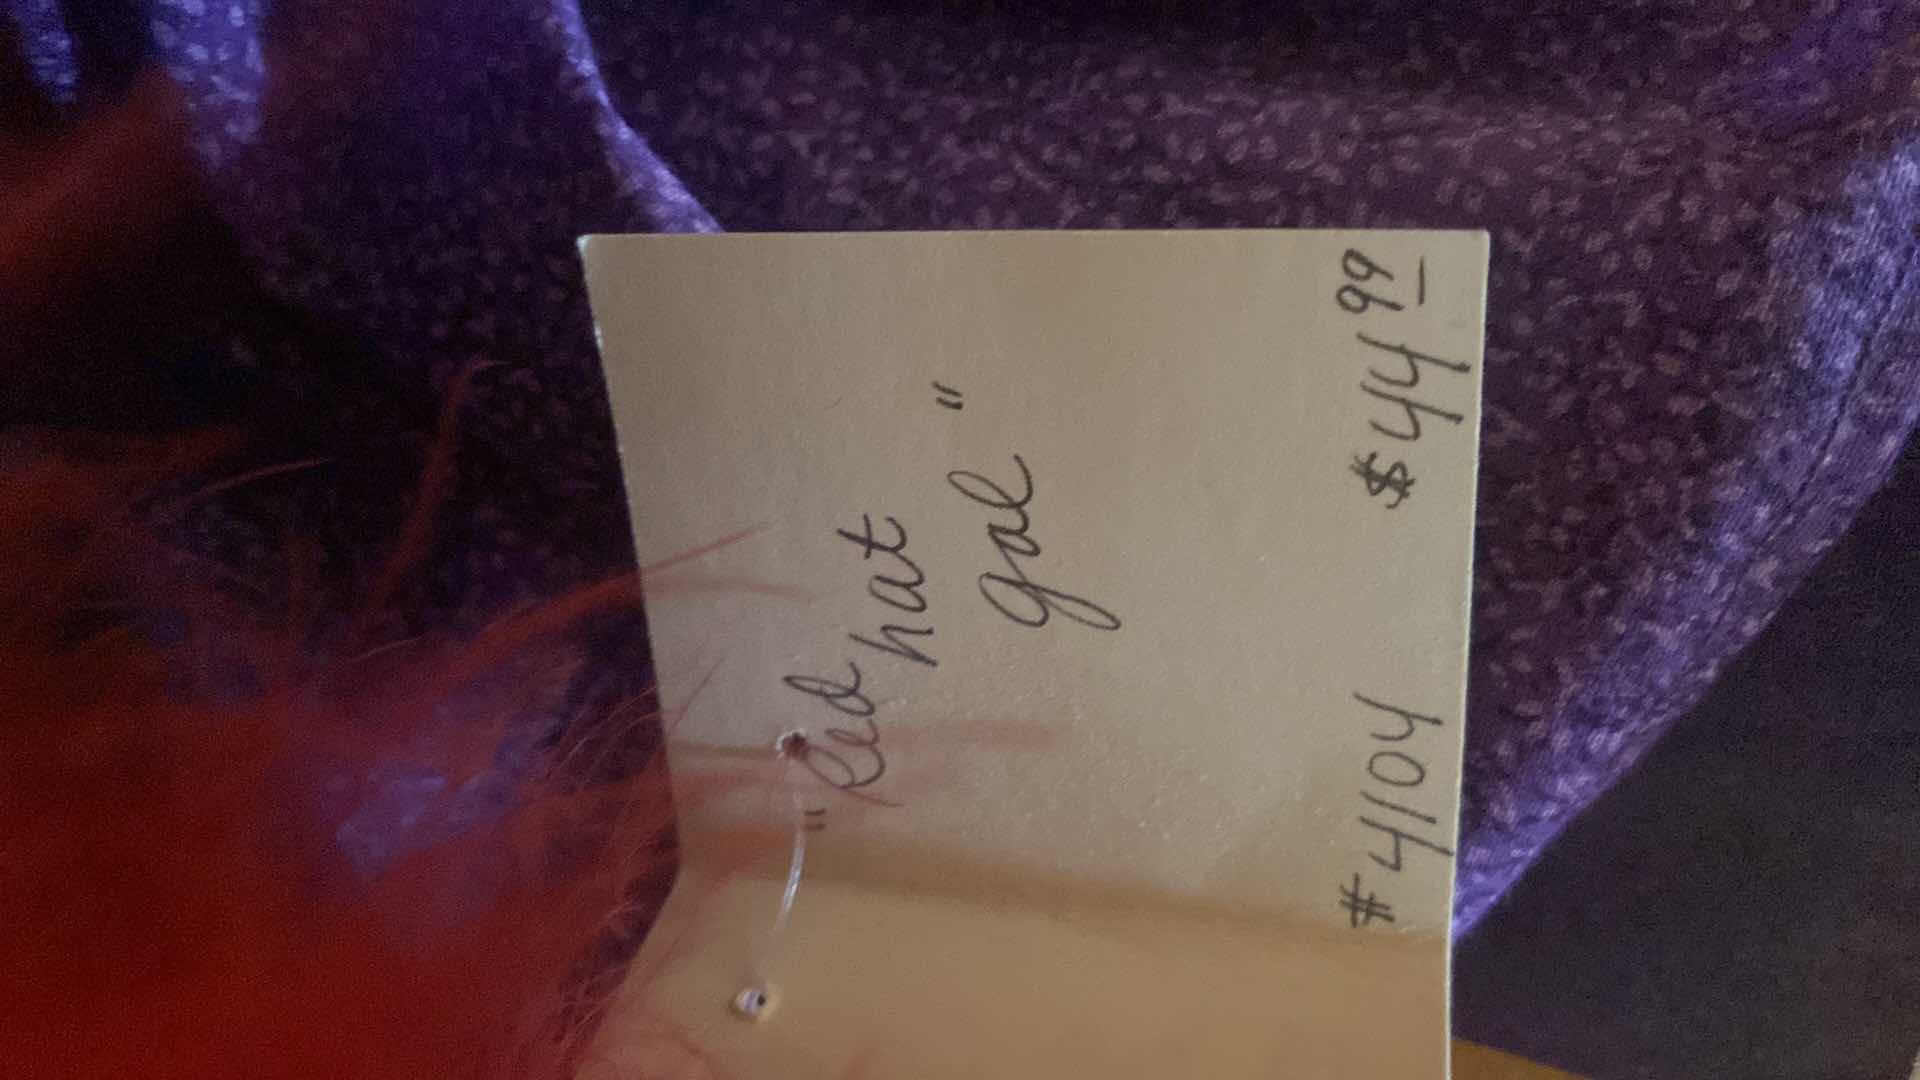 "Red
hat
gal"
#4104 $44.99